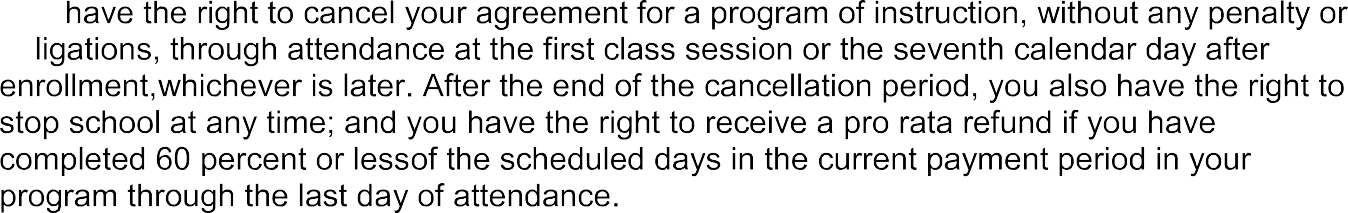 have the right to cancel your agreement for a program of instruction, without any penalty or
ligations, through attendance at the first class session or the seventh calendar day after
enrollment,whichever is later. After the end of the cancellation period, you also have the right to
stop school at any time; and you have the right to receive a pro rata refund if you have
completed 60 percent or lessof the scheduled days in the current payment period in your
program through the last day of attendance.